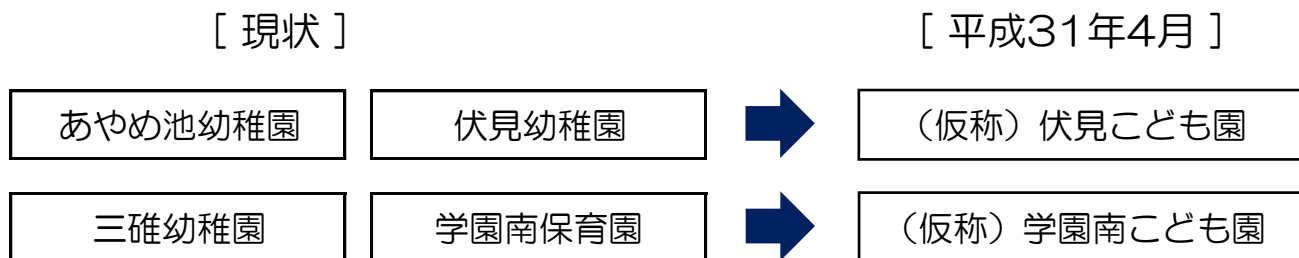 [ 現状 ] [ 平成31年4月 ]
あやめ池幼稚園 伏見幼稚園 (仮称)伏見こども園
三碓幼稚園 学園南保育園 (仮称)学園南こども園